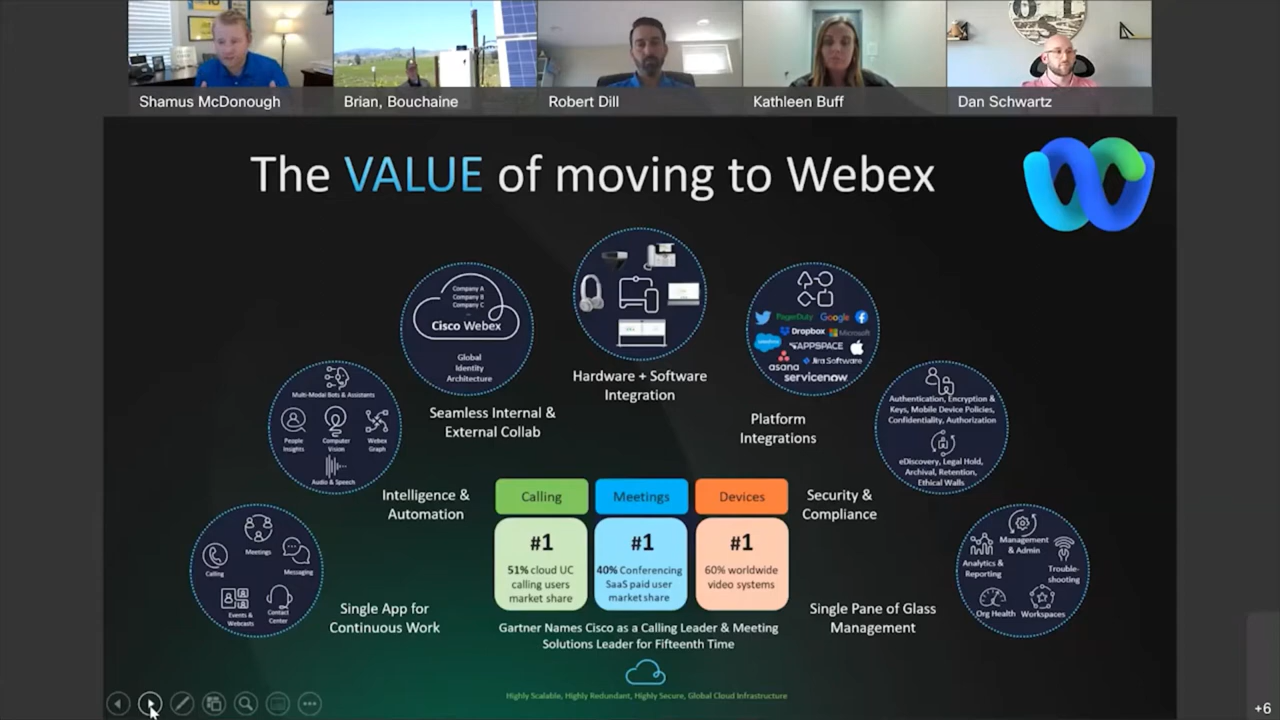 Shamus McDonough
Brian, Bouchaine
Robert Dill
Kathleen Buff
Dan Schwartz
The VALUE of moving to Webex
Company A
Company B
Company C
...
Cisco Webex
Global
Identity
Architecture
Seamless Internal &
External Collab
Hardware + Software
Integration
PagerDuty
Google
Dropbox
Microsoft
salesforce
APPSPACE
asana
Jira Software
servicenow
Platform
Integrations
Multi-Modal Bots & Assistants
People
Insights
Computer
Vision
Webex
Graph
Audio & Speech
Intelligence &
Automation
Authentication, Encryption &
Keys, Mobile Device Policies,
Confidentiality, Authorization
eDiscovery, Legal Hold,
Archival, Retention,
Ethical Walls
Security &
Compliance
Calling
Meetings
Devices
#1
51% cloud UC
calling users
market share
#1
40% Conferencing
SaaS paid user
market share
#1
60% worldwide
video systems
Meetings
Calling
Messaging
Events &
Webcasts
Contact
Center
Single App for
Continuous Work
Management
& Admin
Analytics &
Reporting
Trouble-
shooting
Org Health
Workspaces
Single Pane of Glass
Management
Gartner Names Cisco as a Calling Leader & Meeting
Solutions Leader for Fifteenth Time
Highly Scalable, Highly Redundant, Highly Secure, Global Cloud Infrastructure
+6